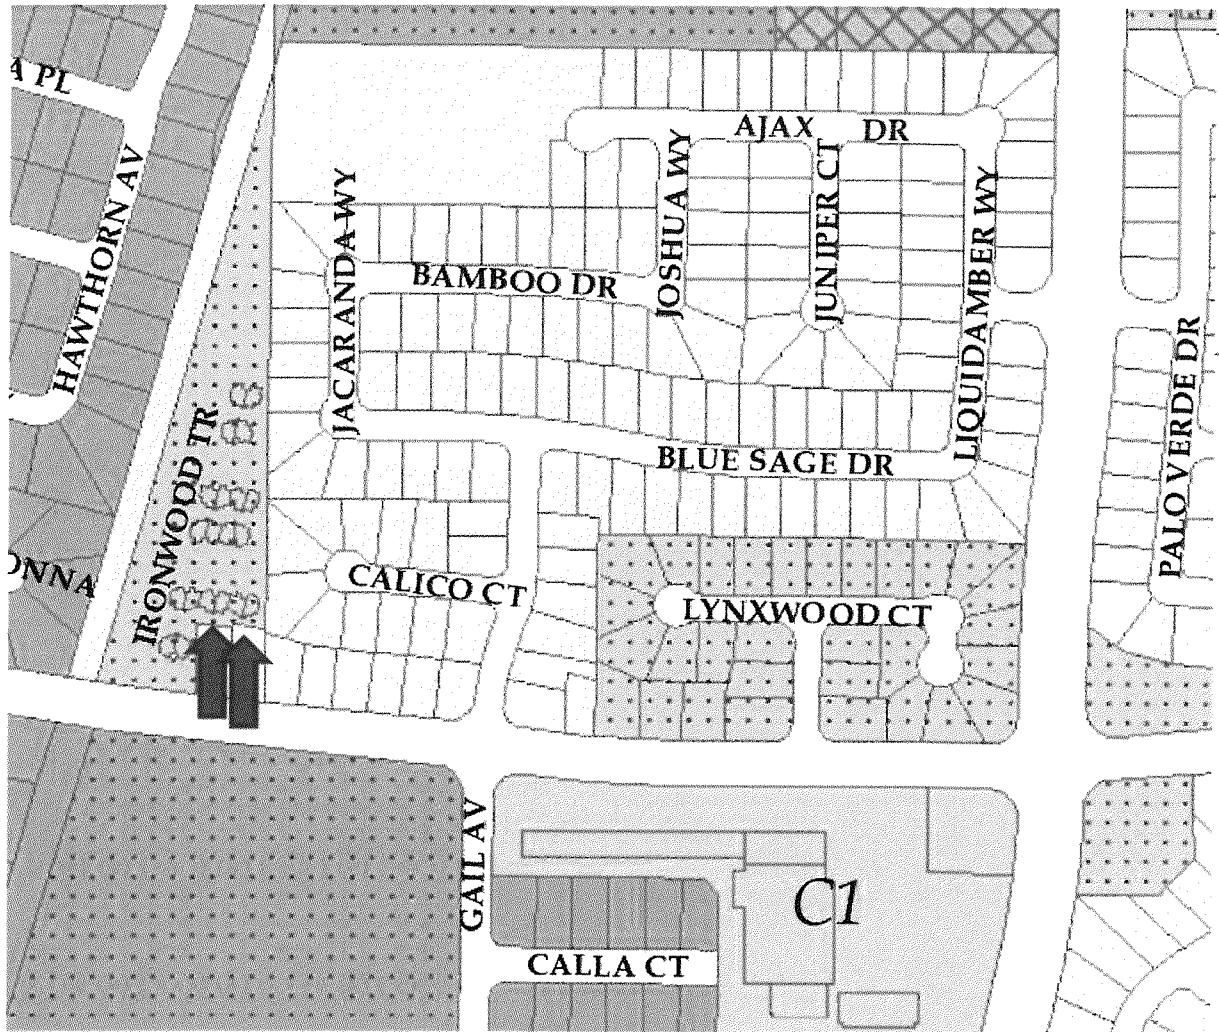 A PL
HAWTHORN AV
AJAX DR
JOSHUA WY
JUNIPER CT
JACARANDA WY
BAMBOO DR
LIQUIDAMBER WY
PALO VERDE DR
IRONWOOD TR
BLUE SAGE DR
ONNA
CALICO CT
LYNXWOOD CT
GAIL AV
C1
CALLA CT